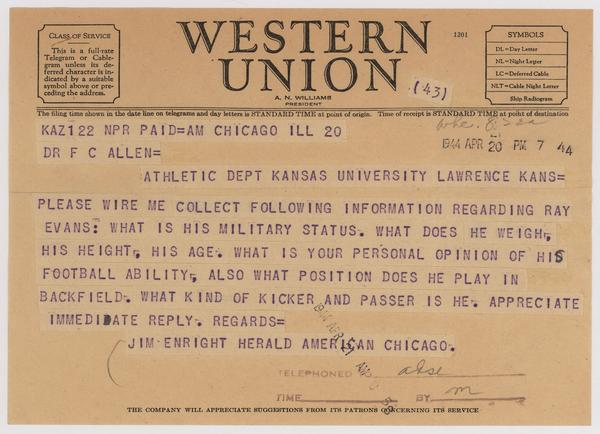 CLASS OF SERVICE
This is a full-rate
Telegram or Cable-
gram unless its de-
ferred character is in-
dicated by a suitable
symbol above or pre-
ceding the address.
WESTERN
UNION
A. N. WILLIAMS
PRESIDENT
1201
(43)
SYMBOLS
DL=Day Letter
NL=Night Letter
LC=Deferred Cable
NLT=Cable Night Letter
Ship Radiogram
The filing time shown in the date line on telegrams and day letters is STANDARD TIME at point of origin. Time of receipt is STANDARD TIME at point of destination
KAZ122 NPR PAID=AM CHICAGO ILL 20
1944 APR 20 PM 7 44
DR F C ALLEN=
ATHLETIC DEPT KANSAS UNIVERSITY LAWRENCE KANS=
PLEASE WIRE ME COLLECT FOLLOWING INFORMATION REGARDING RAY
EVANS: WHAT IS HIS MILITARY STATUS. WHAT DOES HE WEIGH,
HIS HEIGHT, HIS AGE. WHAT IS YOUR PERSONAL OPINION OF HIS
FOOTBALL ABILITY, ALSO WHAT POSITION DOES HE PLAY IN
BACKFIELD. WHAT KIND OF KICKER AND PASSER IS HE. APPRECIATE
IMMEDIDATE REPLY. REGARDS=
JIM ENRIGHT HERALD AMERICAN CHICAGO.
TELEPHONED
TIME BY m
THE COMPANY WILL APPRECIATE SUGGESTIONS FROM ITS PATRONS CONCERNING ITS SERVICE